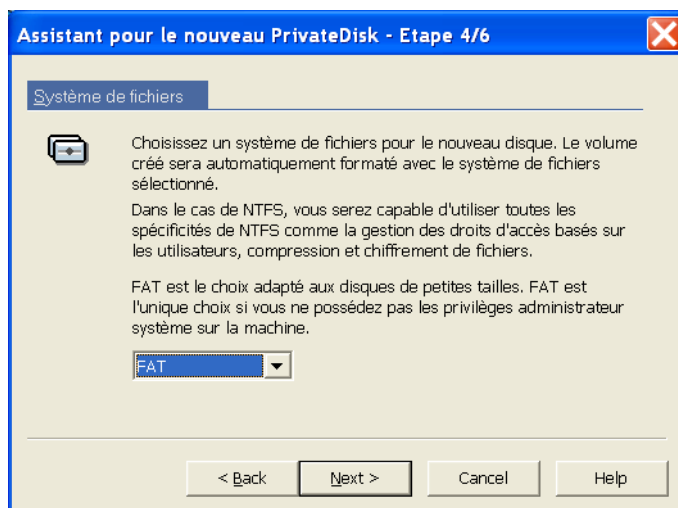 Assistant pour le nouveau PrivateDisk - Etape 4/6
Système de fichiers
Choisissez un système de fichiers pour le nouveau disque. Le volume
créé sera automatiquement formaté avec le système de fichiers
sélectionné.
Dans le cas de NTFS, vous serez capable d'utiliser toutes les
spécificités de NTFS comme la gestion des droits d'accès basés sur
les utilisateurs, compression et chiffrement de fichiers.
FAT est le choix adapté aux disques de petites tailles. FAT est
l'unique choix si vous ne possédez pas les privilèges administrateur
système sur la machine.
FAT
< Back Next > Cancel Help